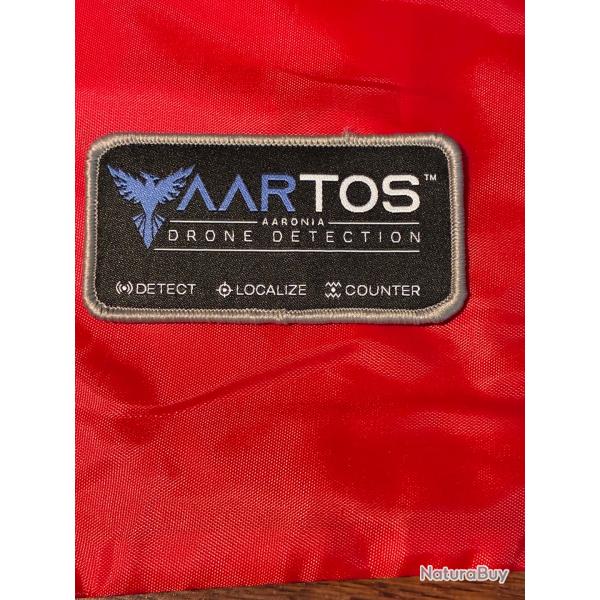 AARTOS™
AARONIA
DRONE DETECTION
DETECT LOCALIZE COUNTER
NaturaBuy